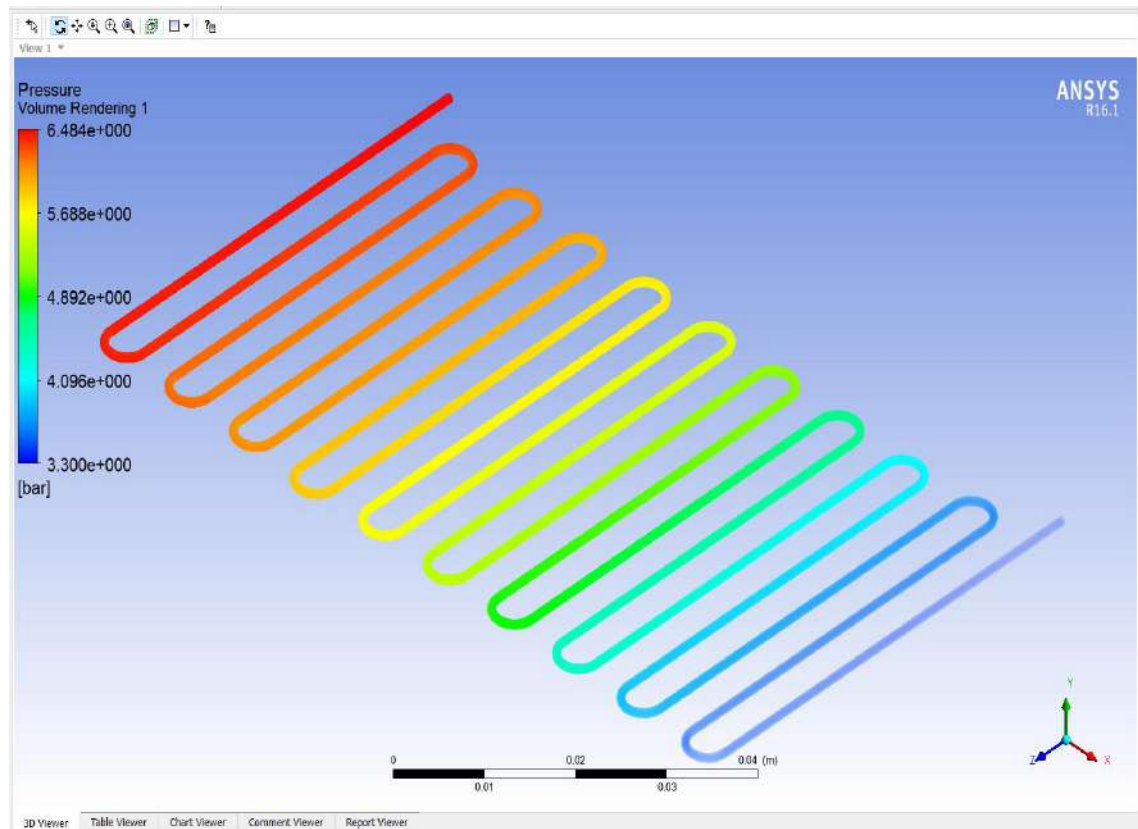 View 1
Pressure
Volume Rendering 1
6.484e+000
5.688e+000
4.892e+000
4.096e+000
3.300e+000
[bar]
ANSYS
R16.1
0 0.02 0.04 (m)
0.01 0.03
Y
Z X
3D Viewer Table Viewer Chart Viewer Comment Viewer Report Viewer